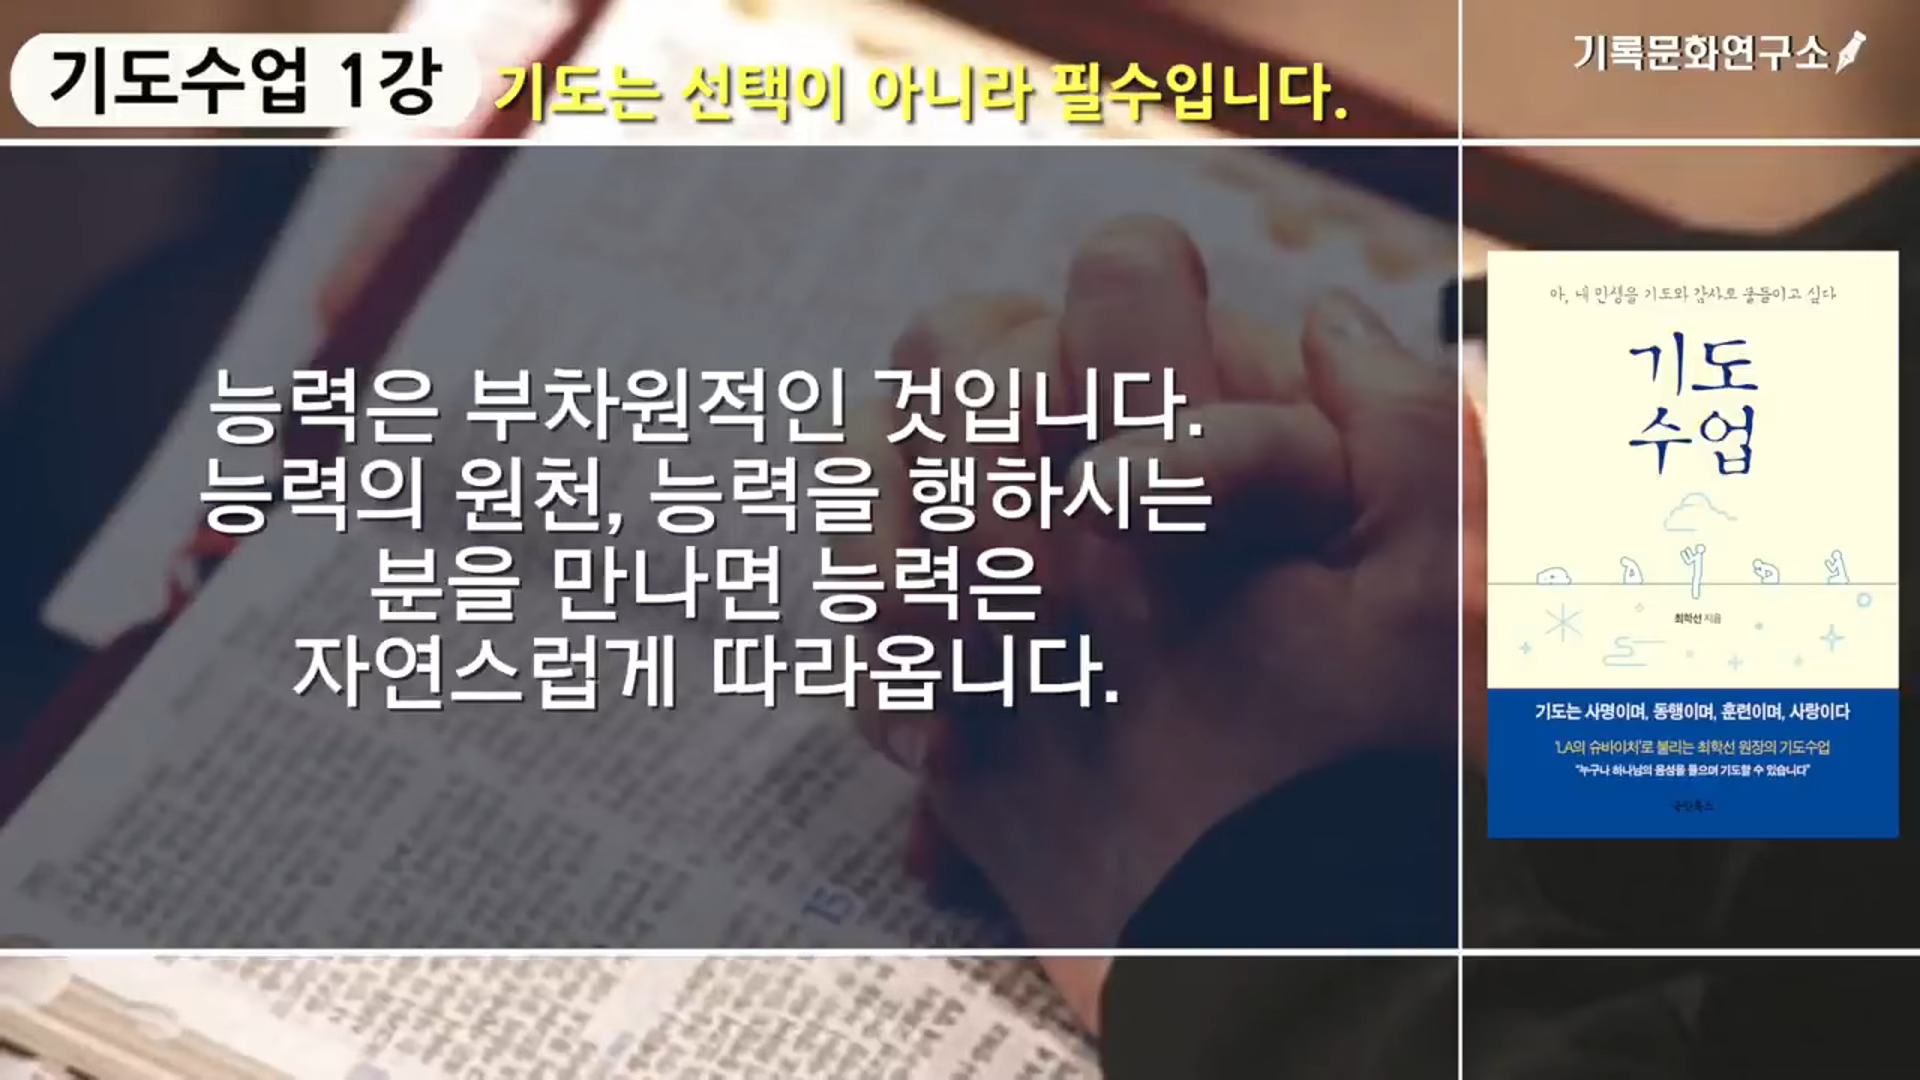 기도수업 1강
기도는 선택이 아니라 필수입니다.
기록문화연구소
능력은 부차원적인 것입니다.
능력의 원천, 능력을 행하시는
분을 만나면 능력은
자연스럽게 따라옵니다.
아, 내 인생을 기도와 감사로 물들이고 싶다
기도
수업
최학선 지음
기도는 사명이며, 동행이며, 훈련이며, 사랑이다
'LA의 슈바이처'로 불리는 최학선 원장의 기도수업
"누구나 하나님의 음성을 들으며 기도할 수 있습니다"
국민북스
15